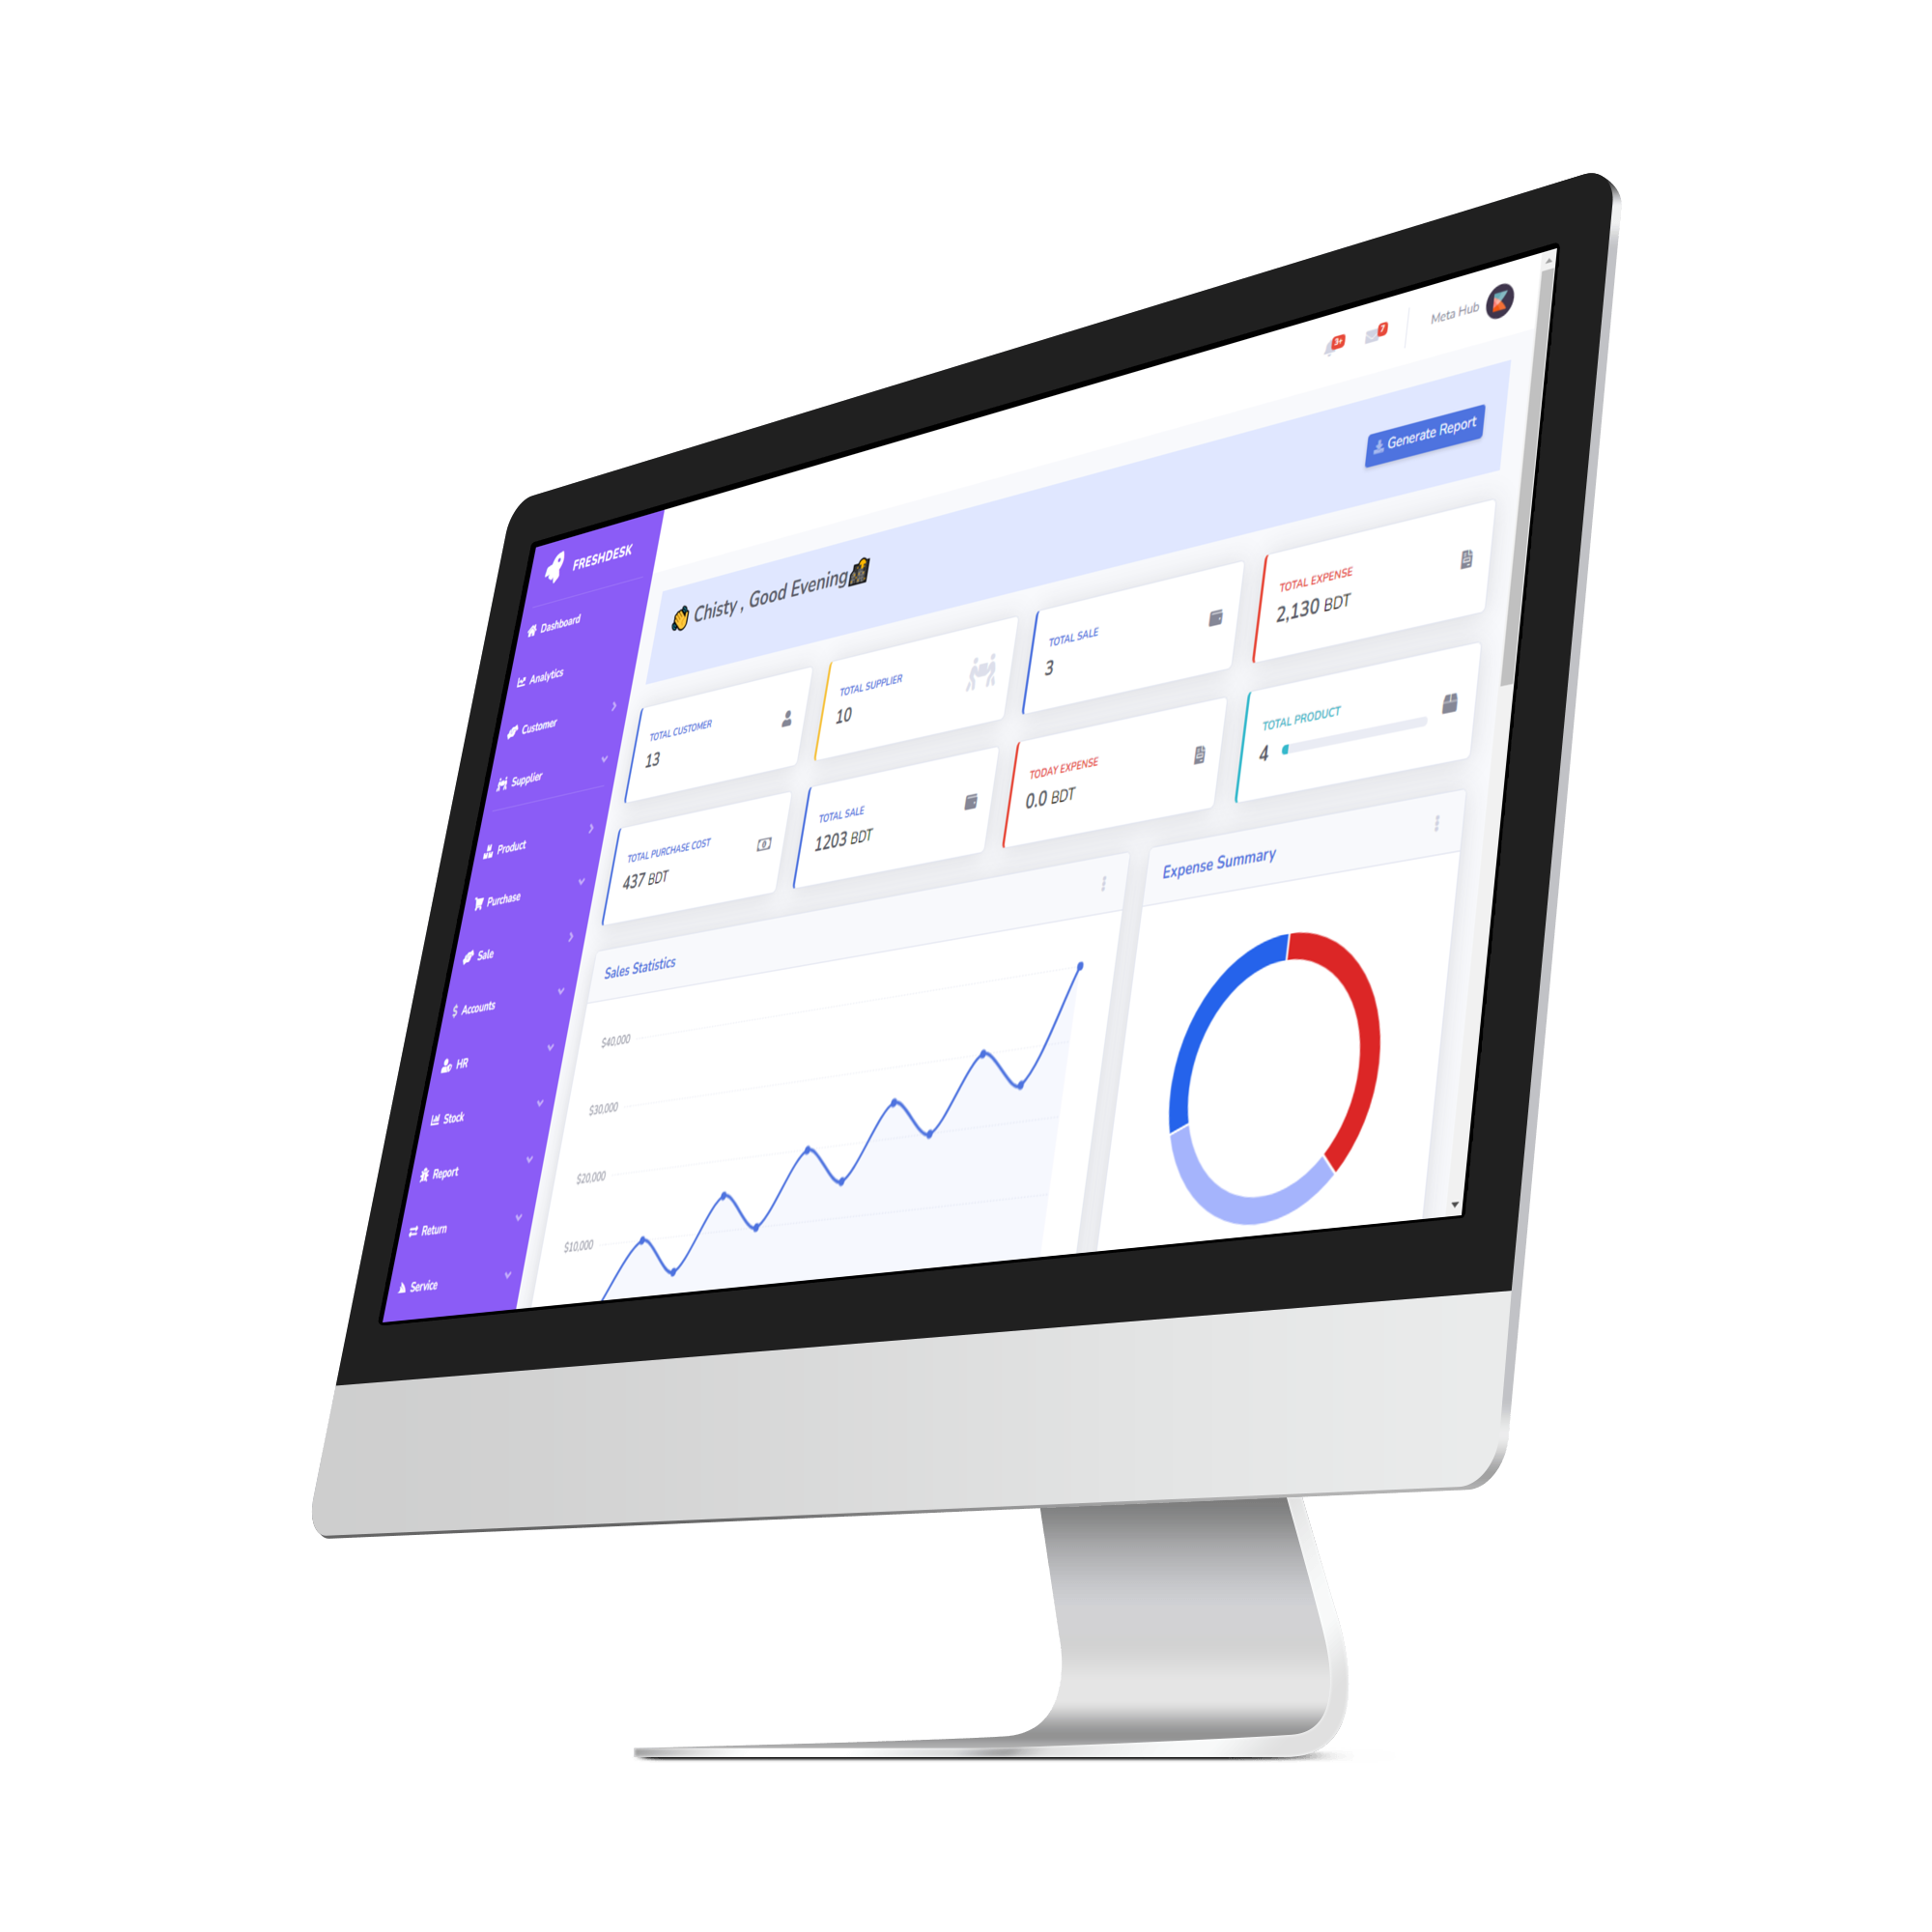 FRESHDESK
Dashboard
Analytics
Customer
Supplier
Product
Purchase
Sale
$ Accounts
HR
Stock
Report
Return
Service
3+
7
Meta Hub
Chisty , Good Evening
Generate Report
TOTAL CUSTOMER
13
TOTAL SUPPLIER
10
TOTAL SALE
3
TOTAL EXPENSE
2,130 BDT
TOTAL PURCHASE COST
437 BDT
TOTAL SALE
1203 BDT
TODAY EXPENSE
0.0 BDT
TOTAL PRODUCT
4
Sales Statistics
$40,000
$30,000
$20,000
$10,000
Expense Summary